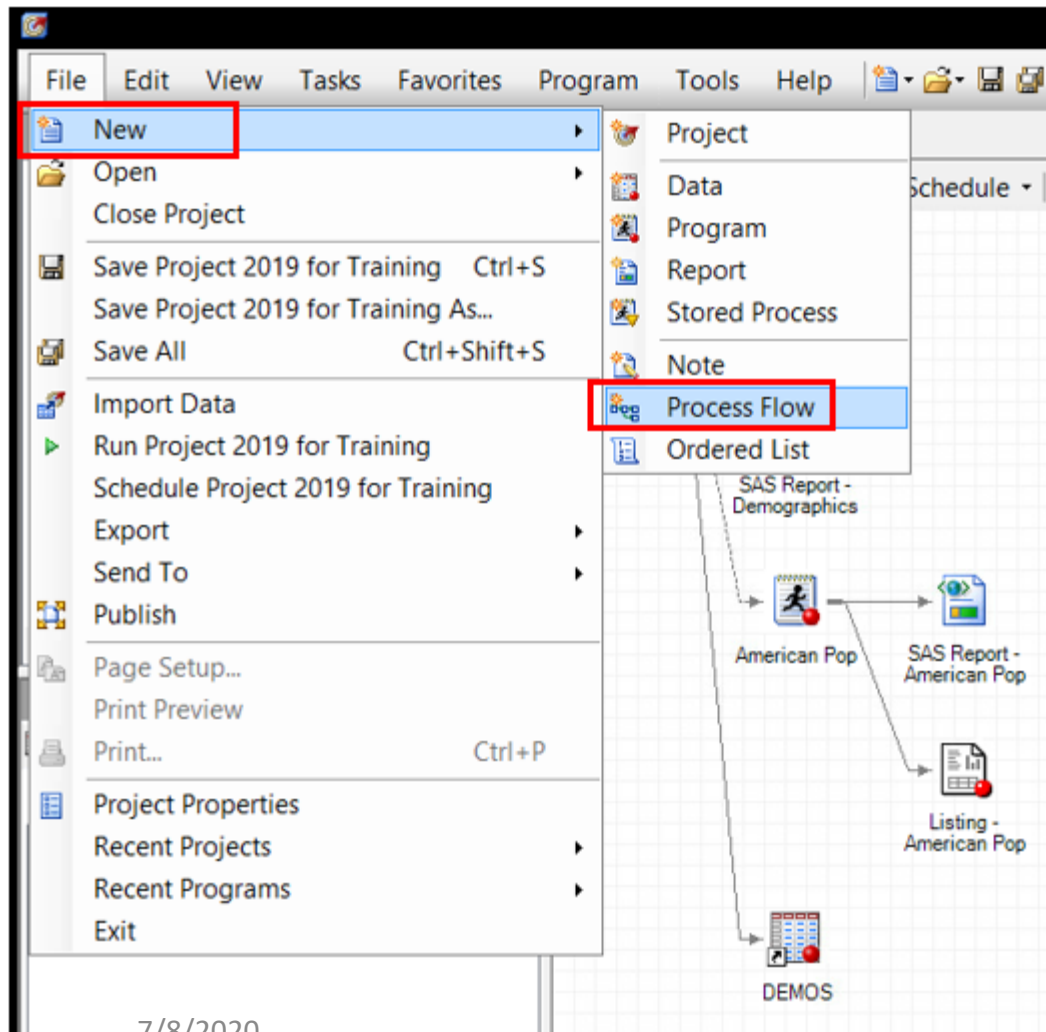 File Edit View Tasks Favorites Program Tools Help
New
Open
Close Project
Save Project 2019 for Training Ctrl+S
Save Project 2019 for Training As...
Save All Ctrl+Shift+S
Import Data
Run Project 2019 for Training
Schedule Project 2019 for Training
Export
Send To
Publish
Page Setup...
Print Preview
Print... Ctrl+P
Project Properties
Recent Projects
Recent Programs
Exit
Project
Data
Program
Report
Stored Process
Note
Process Flow
Ordered List
Schedule
SAS Report -
Demographics
American Pop
SAS Report -
American Pop
Listing -
American Pop
DEMOS
7/8/2020